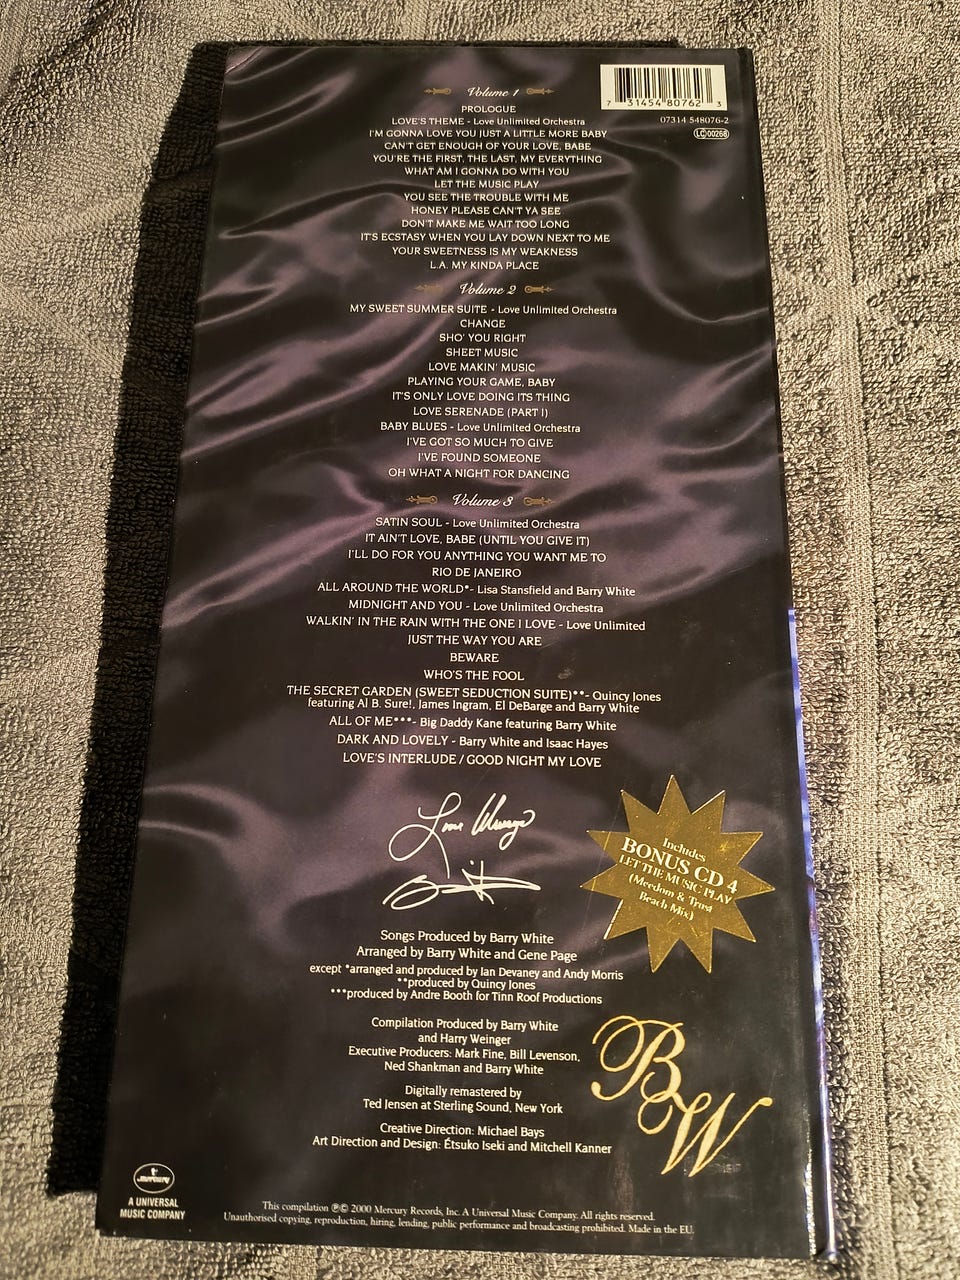 Volume 1
PROLOGUE
LOVE'S THEME - Love Unlimited Orchestra
I'M GONNA LOVE YOU JUST A LITTLE MORE BABY
CAN'T GET ENOUGH OF YOUR LOVE, BABE
YOU'RE THE FIRST, THE LAST, MY EVERYTHING
WHAT AM I GONNA DO WITH YOU
LET THE MUSIC PLAY
YOU SEE THE TROUBLE WITH ME
HONEY PLEASE CAN'T YA SEE
DON'T MAKE ME WAIT TOO LONG
IT'S ECSTASY WHEN YOU LAY DOWN NEXT TO ME
YOUR SWEETNESS IS MY WEAKNESS
L.A. MY KINDA PLACE
7 31454 80762 3
07314 548076-2
LC 00268
Volume 2
MY SWEET SUMMER SUITE - Love Unlimited Orchestra
CHANGE
SHO' YOU RIGHT
SHEET MUSIC
LOVE MAKIN' MUSIC
PLAYING YOUR GAME, BABY
IT'S ONLY LOVE DOING ITS THING
LOVE SERENADE (PART I)
BABY BLUES - Love Unlimited Orchestra
I'VE GOT SO MUCH TO GIVE
I'VE FOUND SOMEONE
OH WHAT A NIGHT FOR DANCING
Volume 3
SATIN SOUL - Love Unlimited Orchestra
IT AIN'T LOVE, BABE (UNTIL YOU GIVE IT)
I'LL DO FOR YOU ANYTHING YOU WANT ME TO
RIO DE JANEIRO
ALL AROUND THE WORLD*- Lisa Stansfield and Barry White
MIDNIGHT AND YOU - Love Unlimited Orchestra
WALKIN' IN THE RAIN WITH THE ONE I LOVE - Love Unlimited
JUST THE WAY YOU ARE
BEWARE
WHO'S THE FOOL
THE SECRET GARDEN (SWEET SEDUCTION SUITE)**- Quincy Jones
featuring Al B. Sure!, James Ingram, El DeBarge and Barry White
ALL OF ME***- Big Daddy Kane featuring Barry White
DARK AND LOVELY - Barry White and Isaac Hayes
LOVE'S INTERLUDE / GOOD NIGHT MY LOVE
Includes
BONUS CD 4
LET THE MUSIC PLAY
(Meedom & Trust
Beach Mix)
Songs Produced by Barry White
Arranged by Barry White and Gene Page
except *arranged and produced by Ian Devaney and Andy Morris
**produced by Quincy Jones
***produced by Andre Booth for Tinn Roof Productions
Compilation Produced by Barry White
and Harry Weinger
Executive Producers: Mark Fine, Bill Levenson,
Ned Shankman and Barry White
Digitally remastered by
Ted Jensen at Sterling Sound, New York
Creative Direction: Michael Bays
Art Direction and Design: Étsuko Iseki and Mitchell Kanner
BW
mercury
A UNIVERSAL
MUSIC COMPANY
This compilation ℗© 2000 Mercury Records, Inc. A Universal Music Company. All rights reserved.
Unauthorised copying, reproduction, hiring, lending, public performance and broadcasting prohibited. Made in the EU.